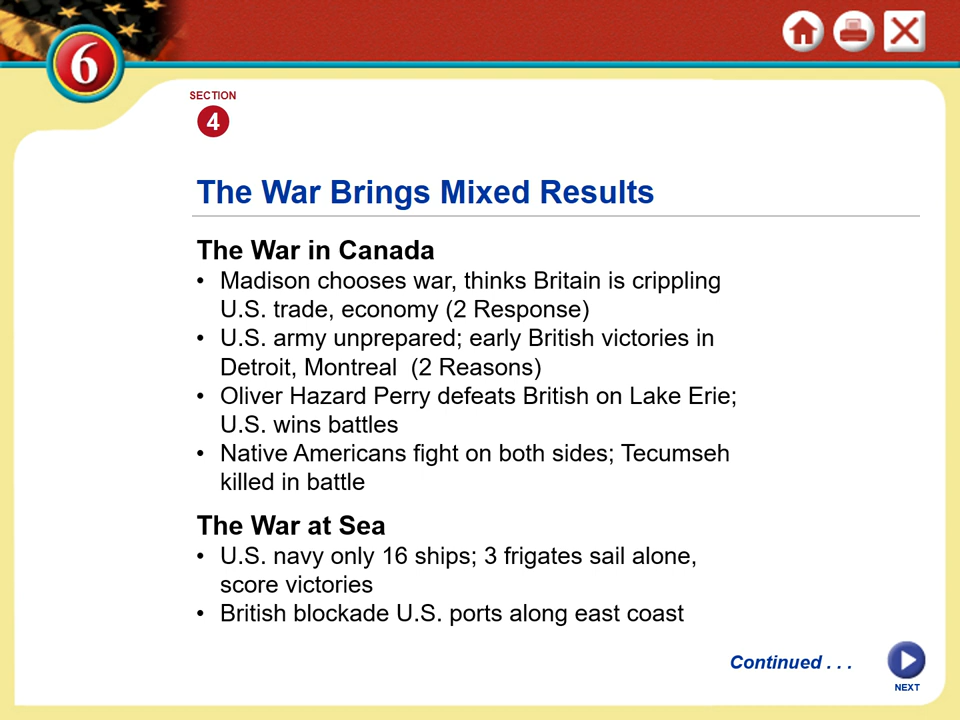 6
SECTION
4
The War Brings Mixed Results
The War in Canada
• Madison chooses war, thinks Britain is crippling
U.S. trade, economy (2 Response)
• U.S. army unprepared; early British victories in
Detroit, Montreal  (2 Reasons)
• Oliver Hazard Perry defeats British on Lake Erie;
U.S. wins battles
• Native Americans fight on both sides; Tecumseh
killed in battle
The War at Sea
• U.S. navy only 16 ships; 3 frigates sail alone,
score victories
• British blockade U.S. ports along east coast
Continued . . .
NEXT